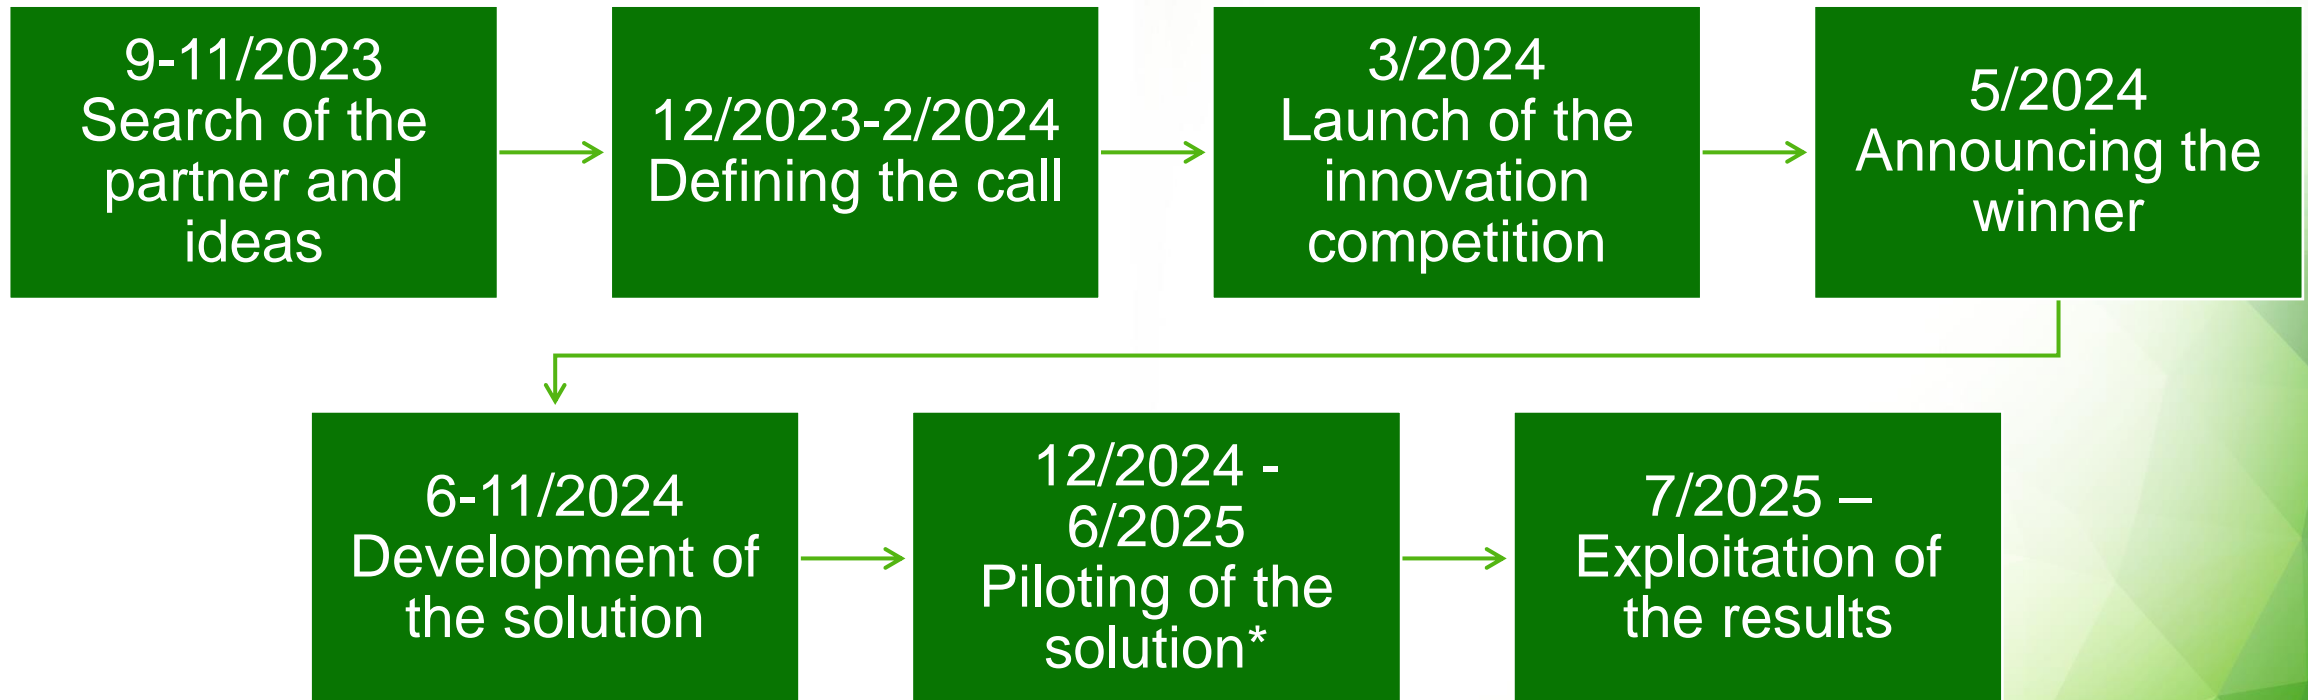 9-11/2023
Search of the
partner and
ideas
12/2023-2/2024
Defining the call
3/2024
Launch of the
innovation
competition
5/2024
Announcing the
winner
6-11/2024
Development of
the solution
12/2024 -
6/2025
Piloting of the
solution*
7/2025 –
Exploitation of
the results